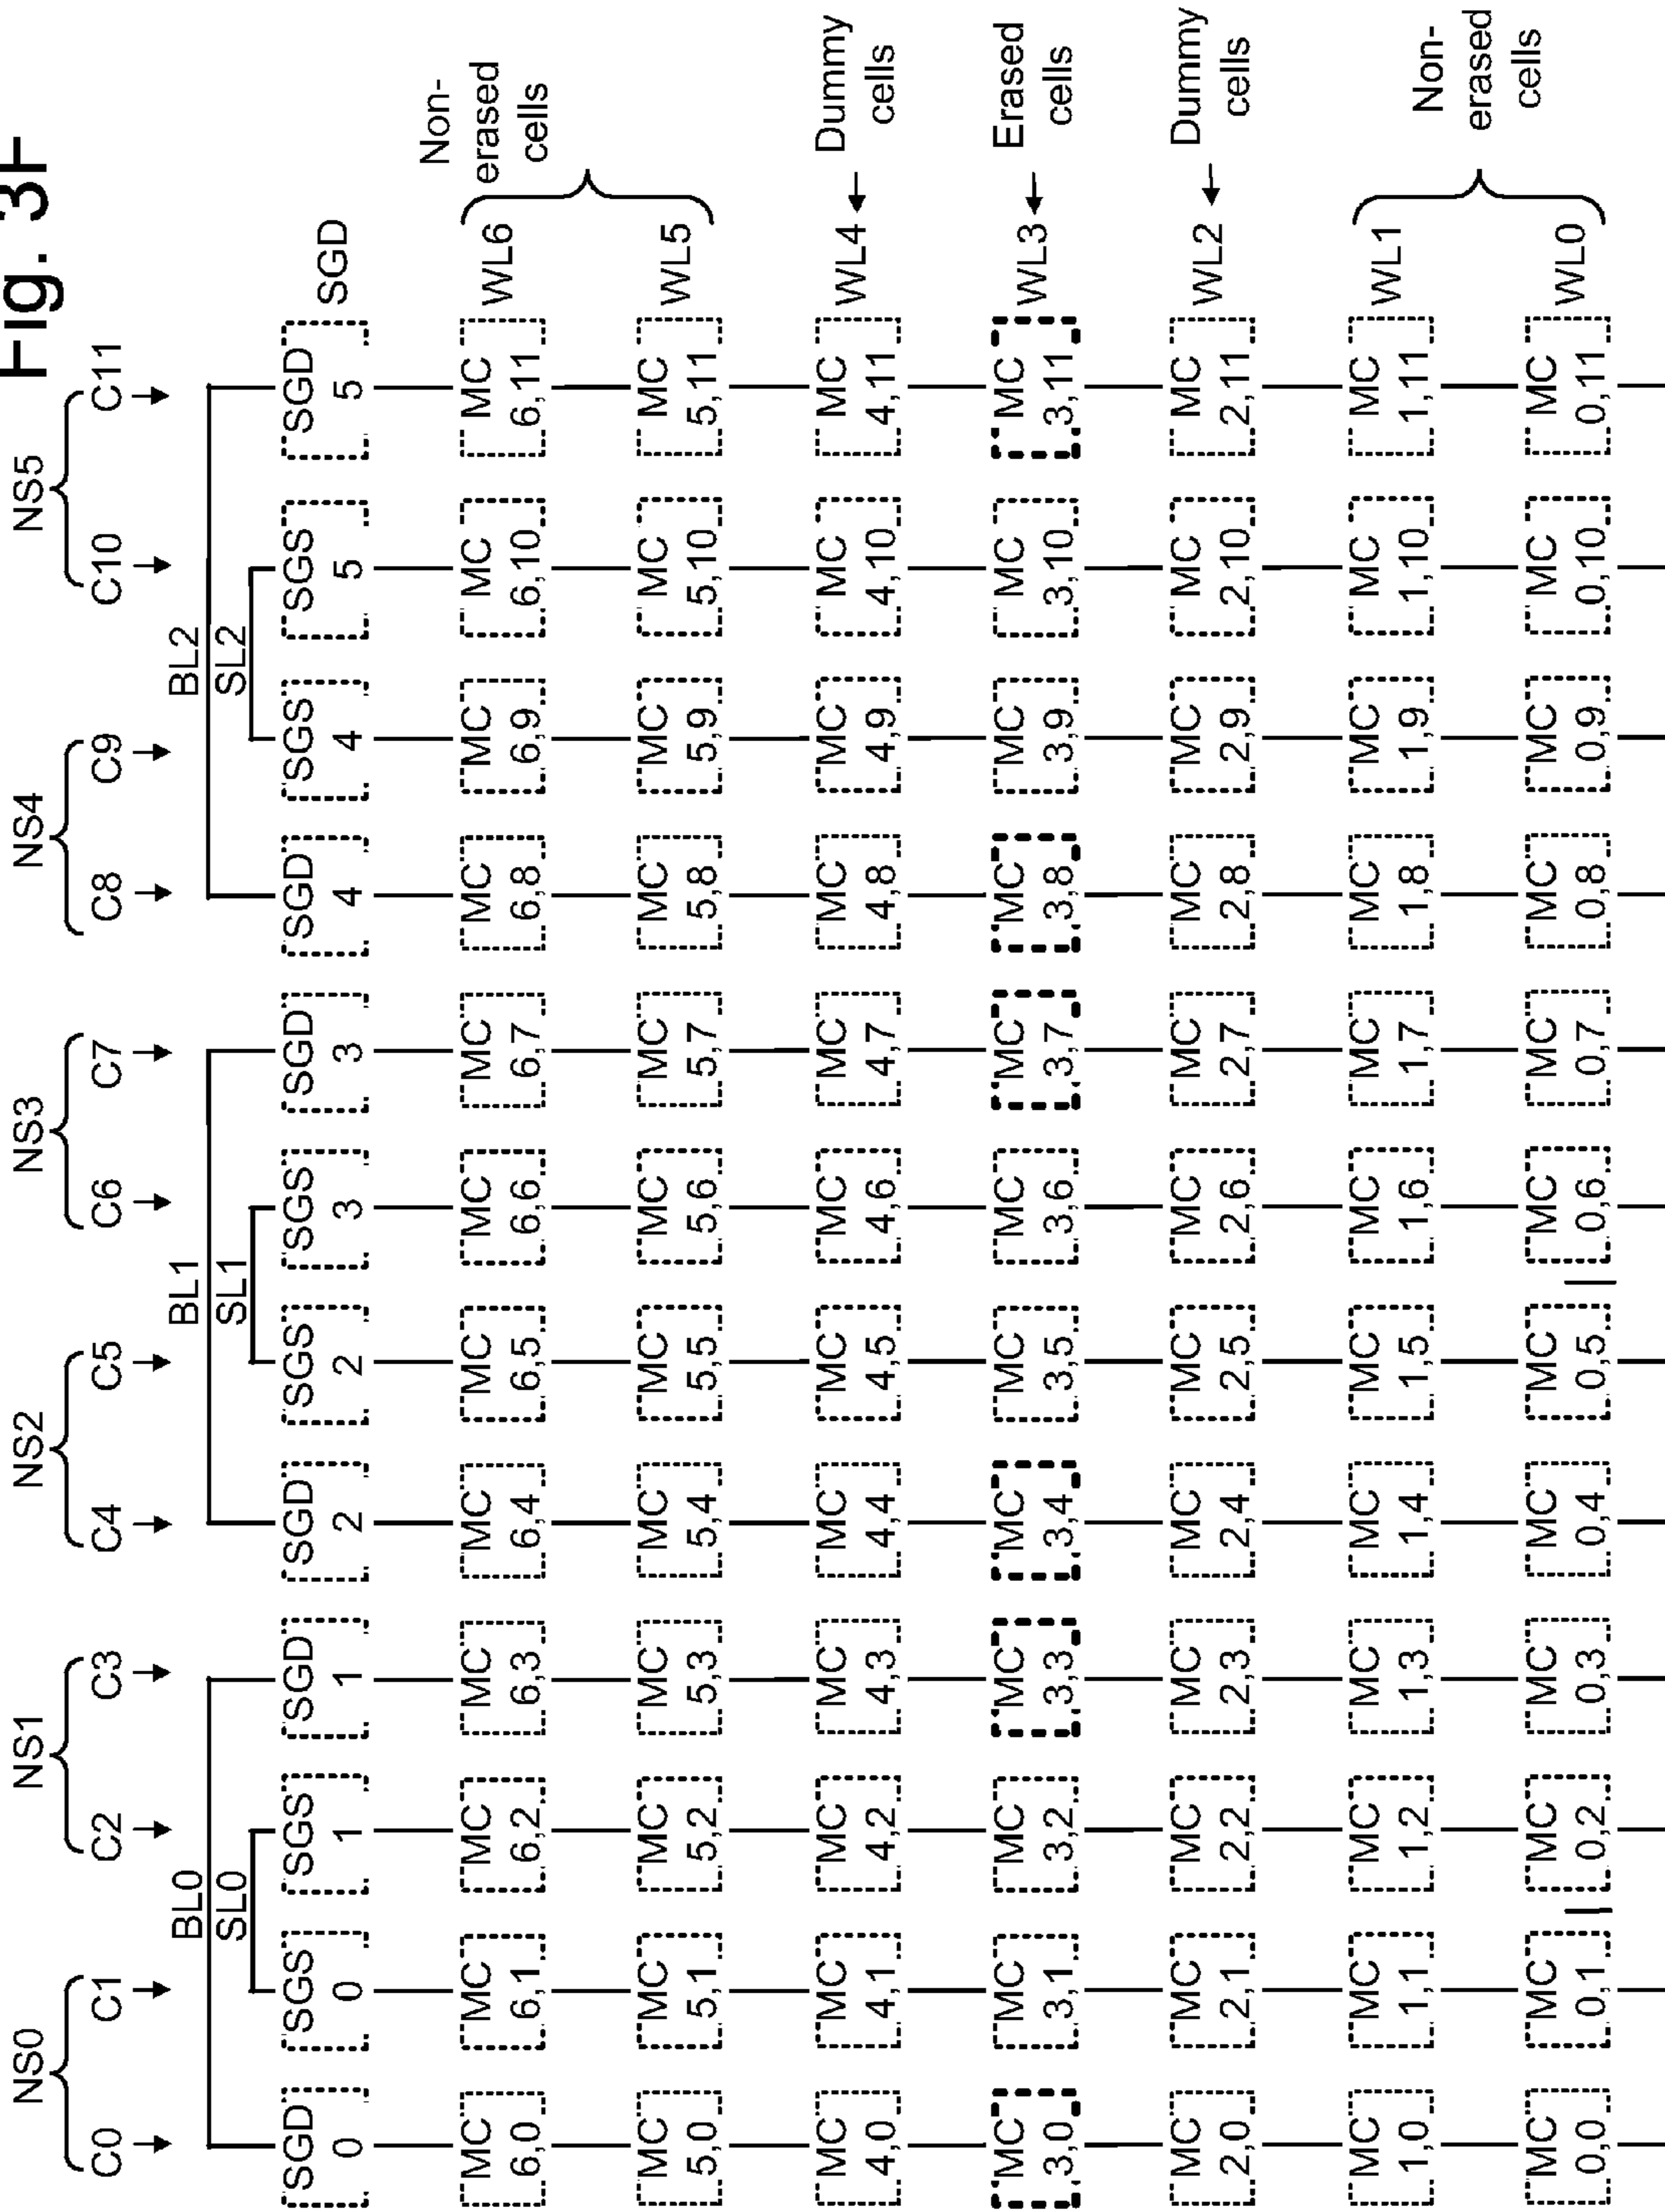 Fig. 3F
NS0 NS1 NS2 NS3 NS4 NS5
C0 C1 C2 C3 C4 C5 C6 C7 C8 C9 C10 C11
BL0 BL1 BL2
SL0 SL1 SL2
SGD SGS SGS SGD SGD SGS SGS SGD SGD SGS SGS SGD SGD
0 0 1 1 2 2 3 3 4 4 5 5
Non-
erased
cells
MC MC MC MC MC MC MC MC MC MC MC MC WL6
6,0 6,1 6,2 6,3 6,4 6,5 6,6 6,7 6,8 6,9 6,10 6,11
MC MC MC MC MC MC MC MC MC MC MC MC WL5
5,0 5,1 5,2 5,3 5,4 5,5 5,6 5,7 5,8 5,9 5,10 5,11
MC MC MC MC MC MC MC MC MC MC MC MC WL4 Dummy
4,0 4,1 4,2 4,3 4,4 4,5 4,6 4,7 4,8 4,9 4,10 4,11 cells
MC MC MC MC MC MC MC MC MC MC MC MC WL3 Erased
3,0 3,1 3,2 3,3 3,4 3,5 3,6 3,7 3,8 3,9 3,10 3,11 cells
MC MC MC MC MC MC MC MC MC MC MC MC WL2 Dummy
2,0 2,1 2,2 2,3 2,4 2,5 2,6 2,7 2,8 2,9 2,10 2,11 cells
MC MC MC MC MC MC MC MC MC MC MC MC WL1
1,0 1,1 1,2 1,3 1,4 1,5 1,6 1,7 1,8 1,9 1,10 1,11
Non-
erased
cells
MC MC MC MC MC MC MC MC MC MC MC MC WL0
0,0 0,1 0,2 0,3 0,4 0,5 0,6 0,7 0,8 0,9 0,10 0,11